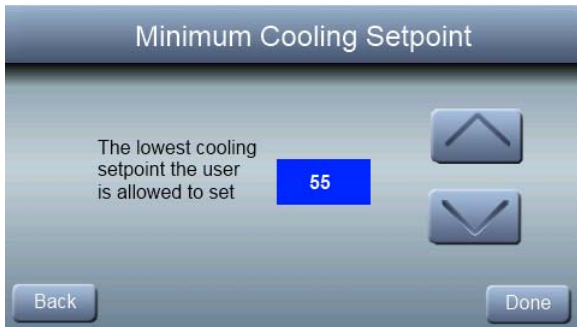 Minimum Cooling Setpoint
The lowest cooling
setpoint the user
is allowed to set
55
Back
Done